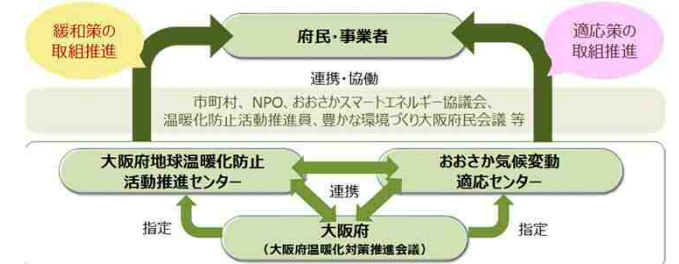 緩和策の
取組推進
府民・事業者
適応策の
取組推進
連携・協働
市町村、NPO、おおさかスマートエネルギー協議会、
温暖化防止活動推進員、豊かな環境づくり大阪府民会議 等
大阪府地球温暖化防止
活動推進センター
おおさか気候変動
適応センター
連携
指定
大阪府
(大阪府温暖化対策推進会議)
指定